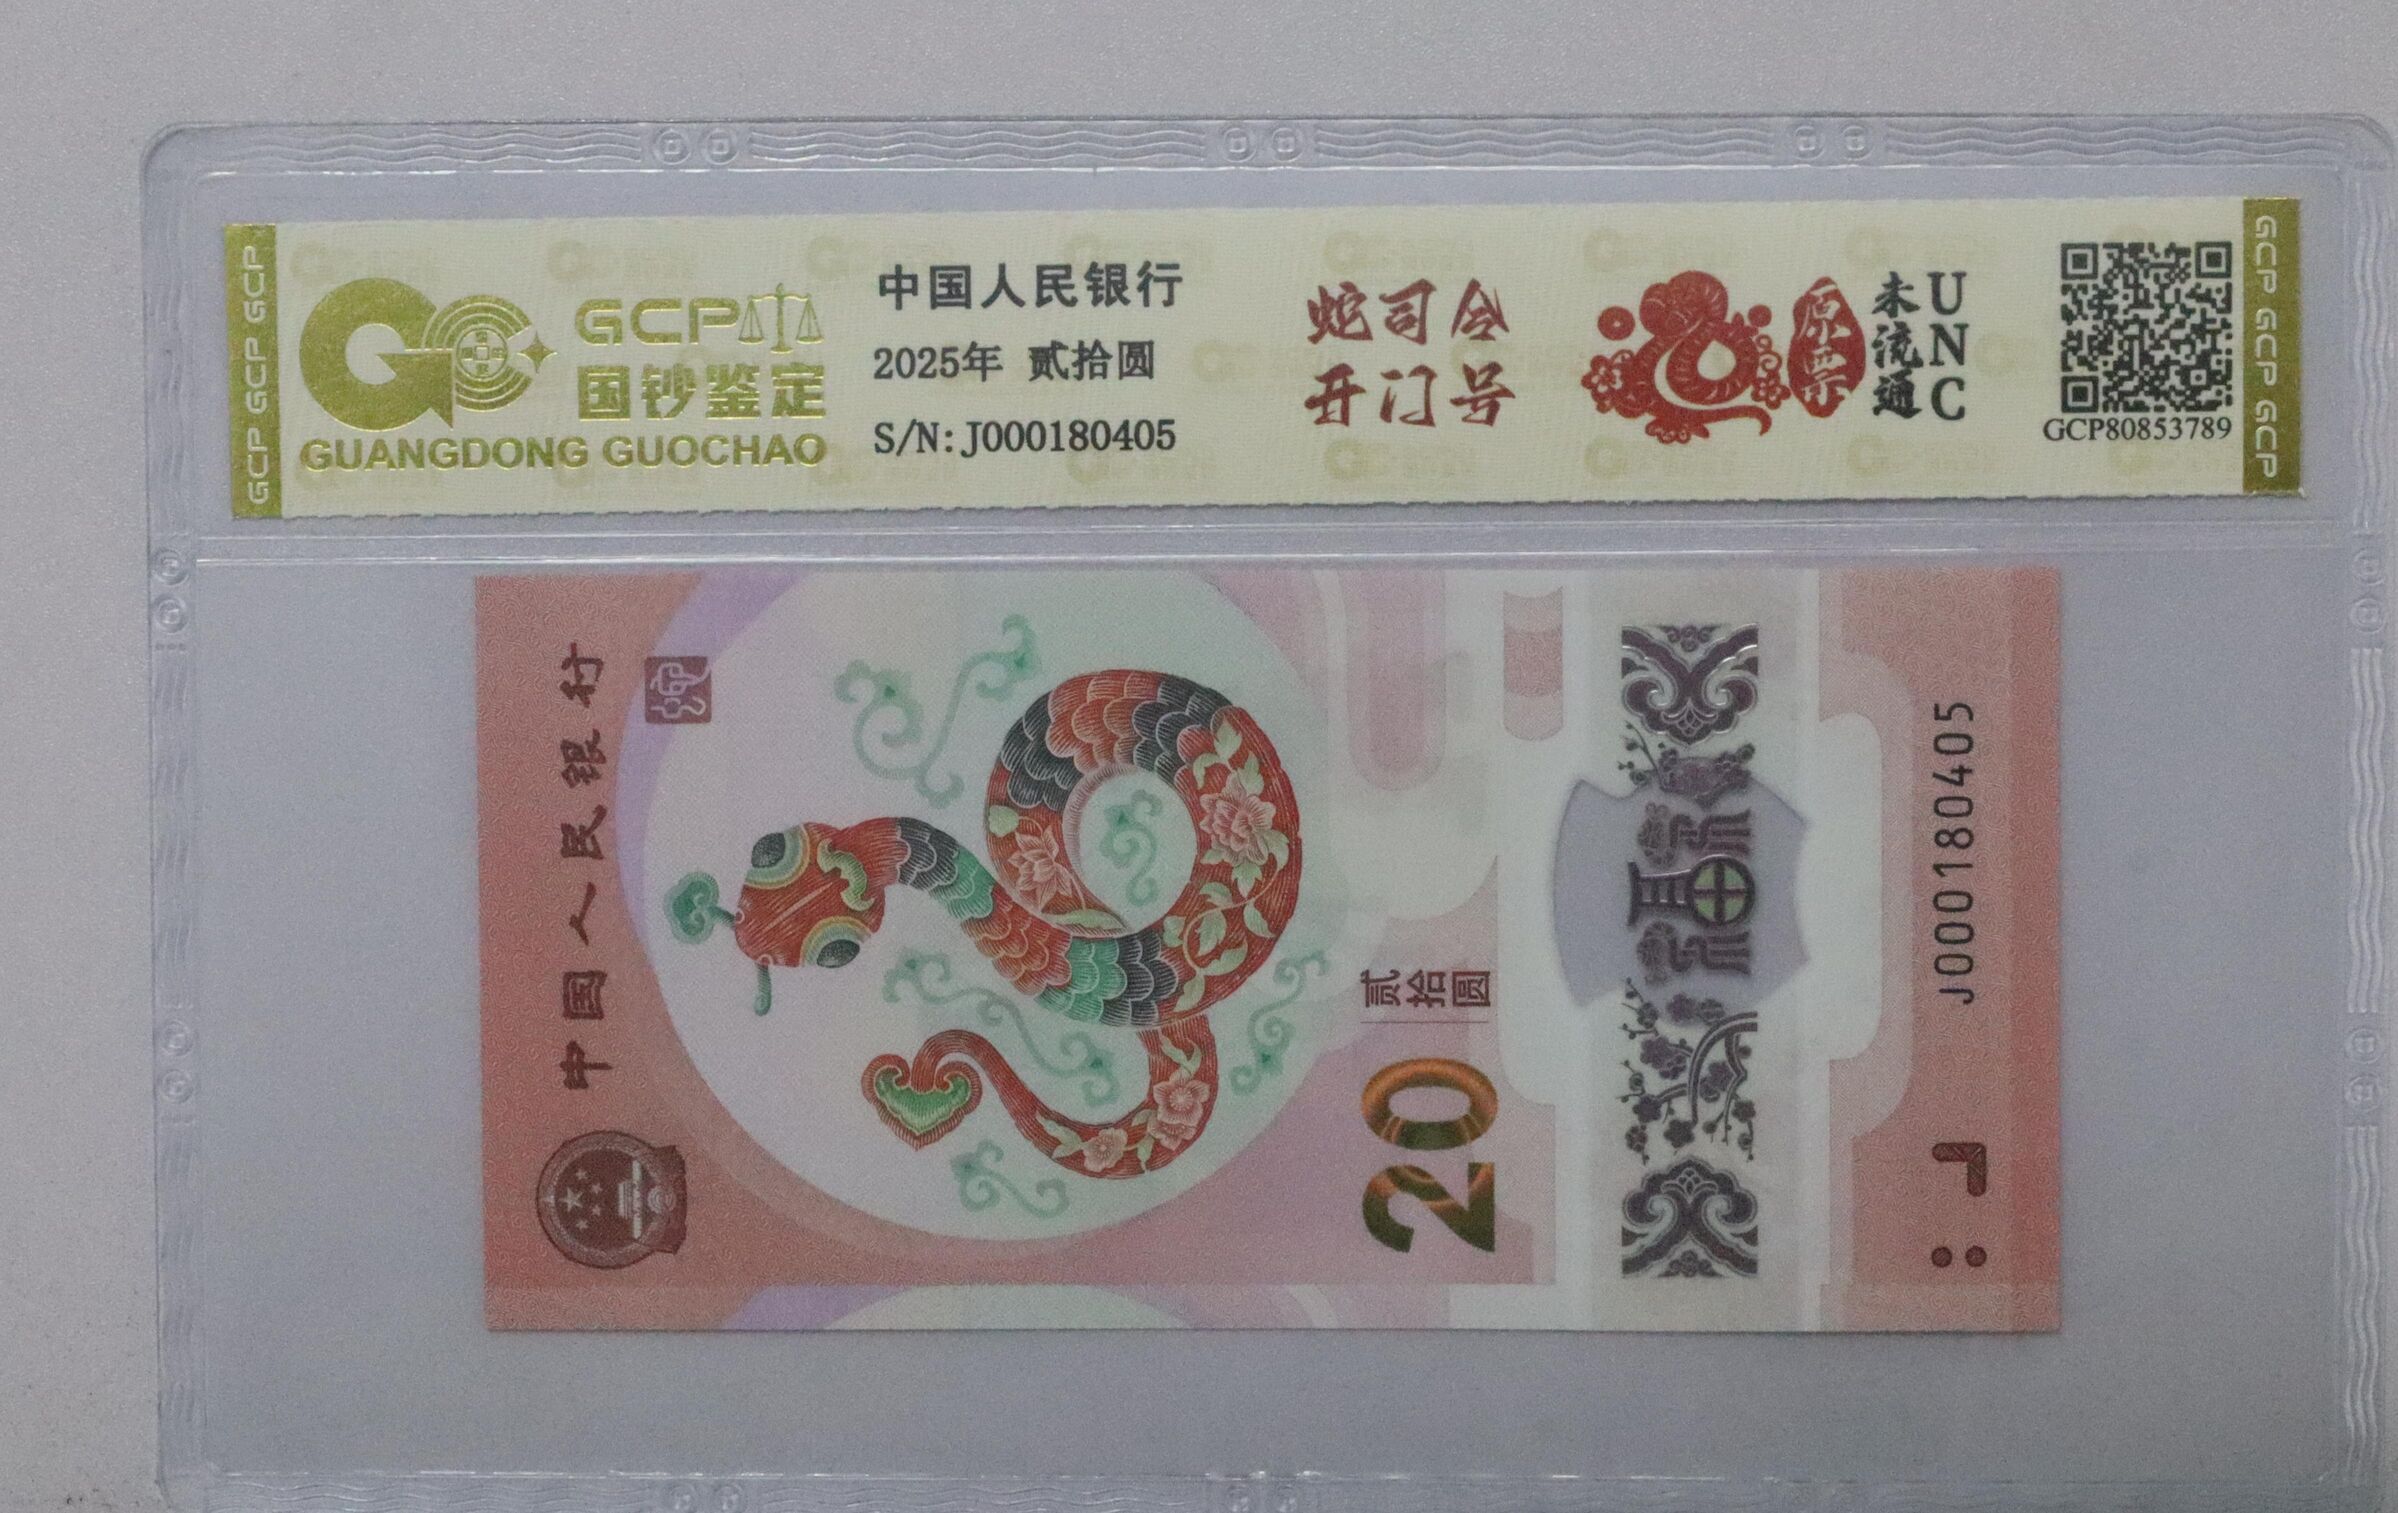 GCP GCP GCP
GCP
国钞鉴定
GUANGDONG GUOCHAO
中国人民银行
2025年 贰拾圆
S/N:J000180405
蛇司令
开门号
原票
未流通
UNC
GCP80853789
GCP GCP GCP
中国人民银行
贰拾圆
20
福
J000180405